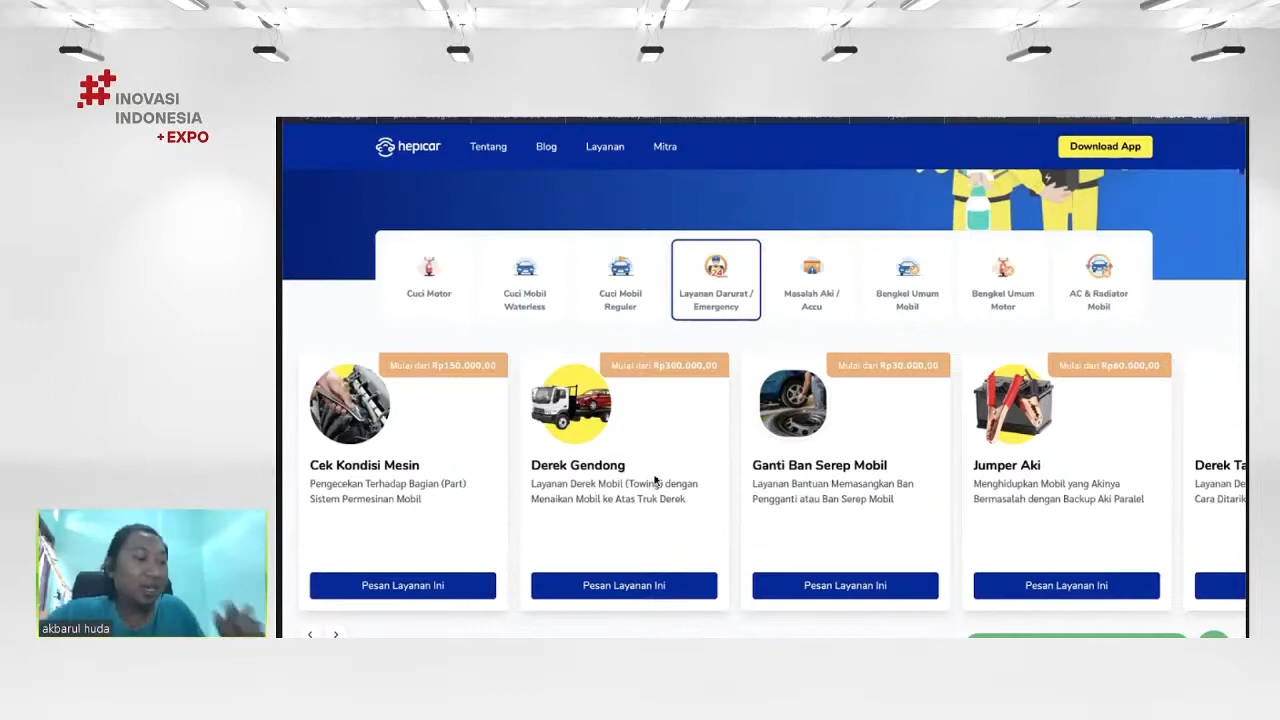 INOVASI
INDONESIA
+ EXPO
hepicar
Tentang
Blog
Layanan
Mitra
Download App
Cuci Motor
Cuci Mobil
Waterless
Cuci Mobil
Reguler
Layanan Darurat /
Emergency
Masalah Aki /
Accu
Bengkel Umum
Mobil
Bengkel Umum
Motor
AC & Radiator
Mobil
Mulai dari Rp150.000,00
Cek Kondisi Mesin
Pengecekan Terhadap Bagian (Part)
Sistem Permesinan Mobil
Pesan Layanan Ini
Mulai dari Rp300.000,00
Derek Gendong
Layanan Derek Mobil (Towing) dengan
Menaikan Mobil ke Atas Truk Derek
Pesan Layanan Ini
Mulai dari Rp30.000,00
Ganti Ban Serep Mobil
Layanan Bantuan Memasangkan Ban
Pengganti atau Ban Serep Mobil
Pesan Layanan Ini
Mulai dari Rp60.000,00
Jumper Aki
Menghidupkan Mobil yang Akinya
Bermasalah dengan Backup Aki Paralel
Pesan Layanan Ini
Derek Ta
Layanan De
Cara Ditarik
akbarul huda